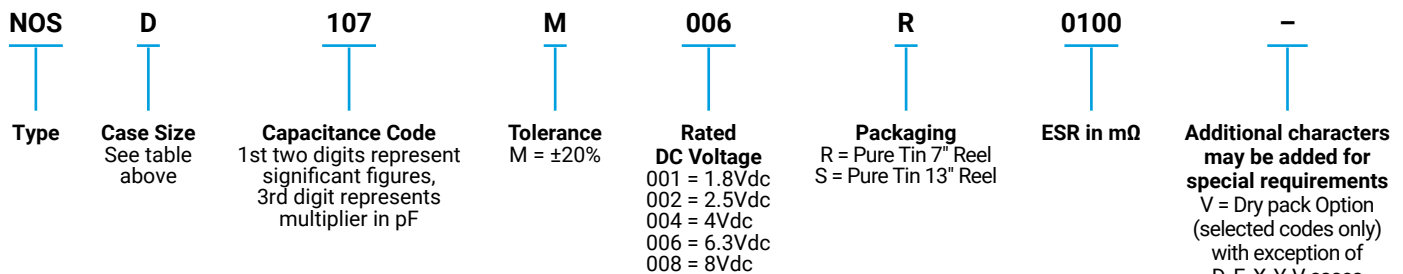 NOS D 107 M 006 R 0100 –
Type
Case Size
See table
above
Capacitance Code
1st two digits represent
significant figures,
3rd digit represents
multiplier in pF
Tolerance
M = ±20%
Rated
DC Voltage
001 = 1.8Vdc
002 = 2.5Vdc
004 = 4Vdc
006 = 6.3Vdc
008 = 8Vdc
Packaging
R = Pure Tin 7" Reel
S = Pure Tin 13" Reel
ESR in mΩ
Additional characters
may be added for
special requirements
V = Dry pack Option
(selected codes only)
with exception of